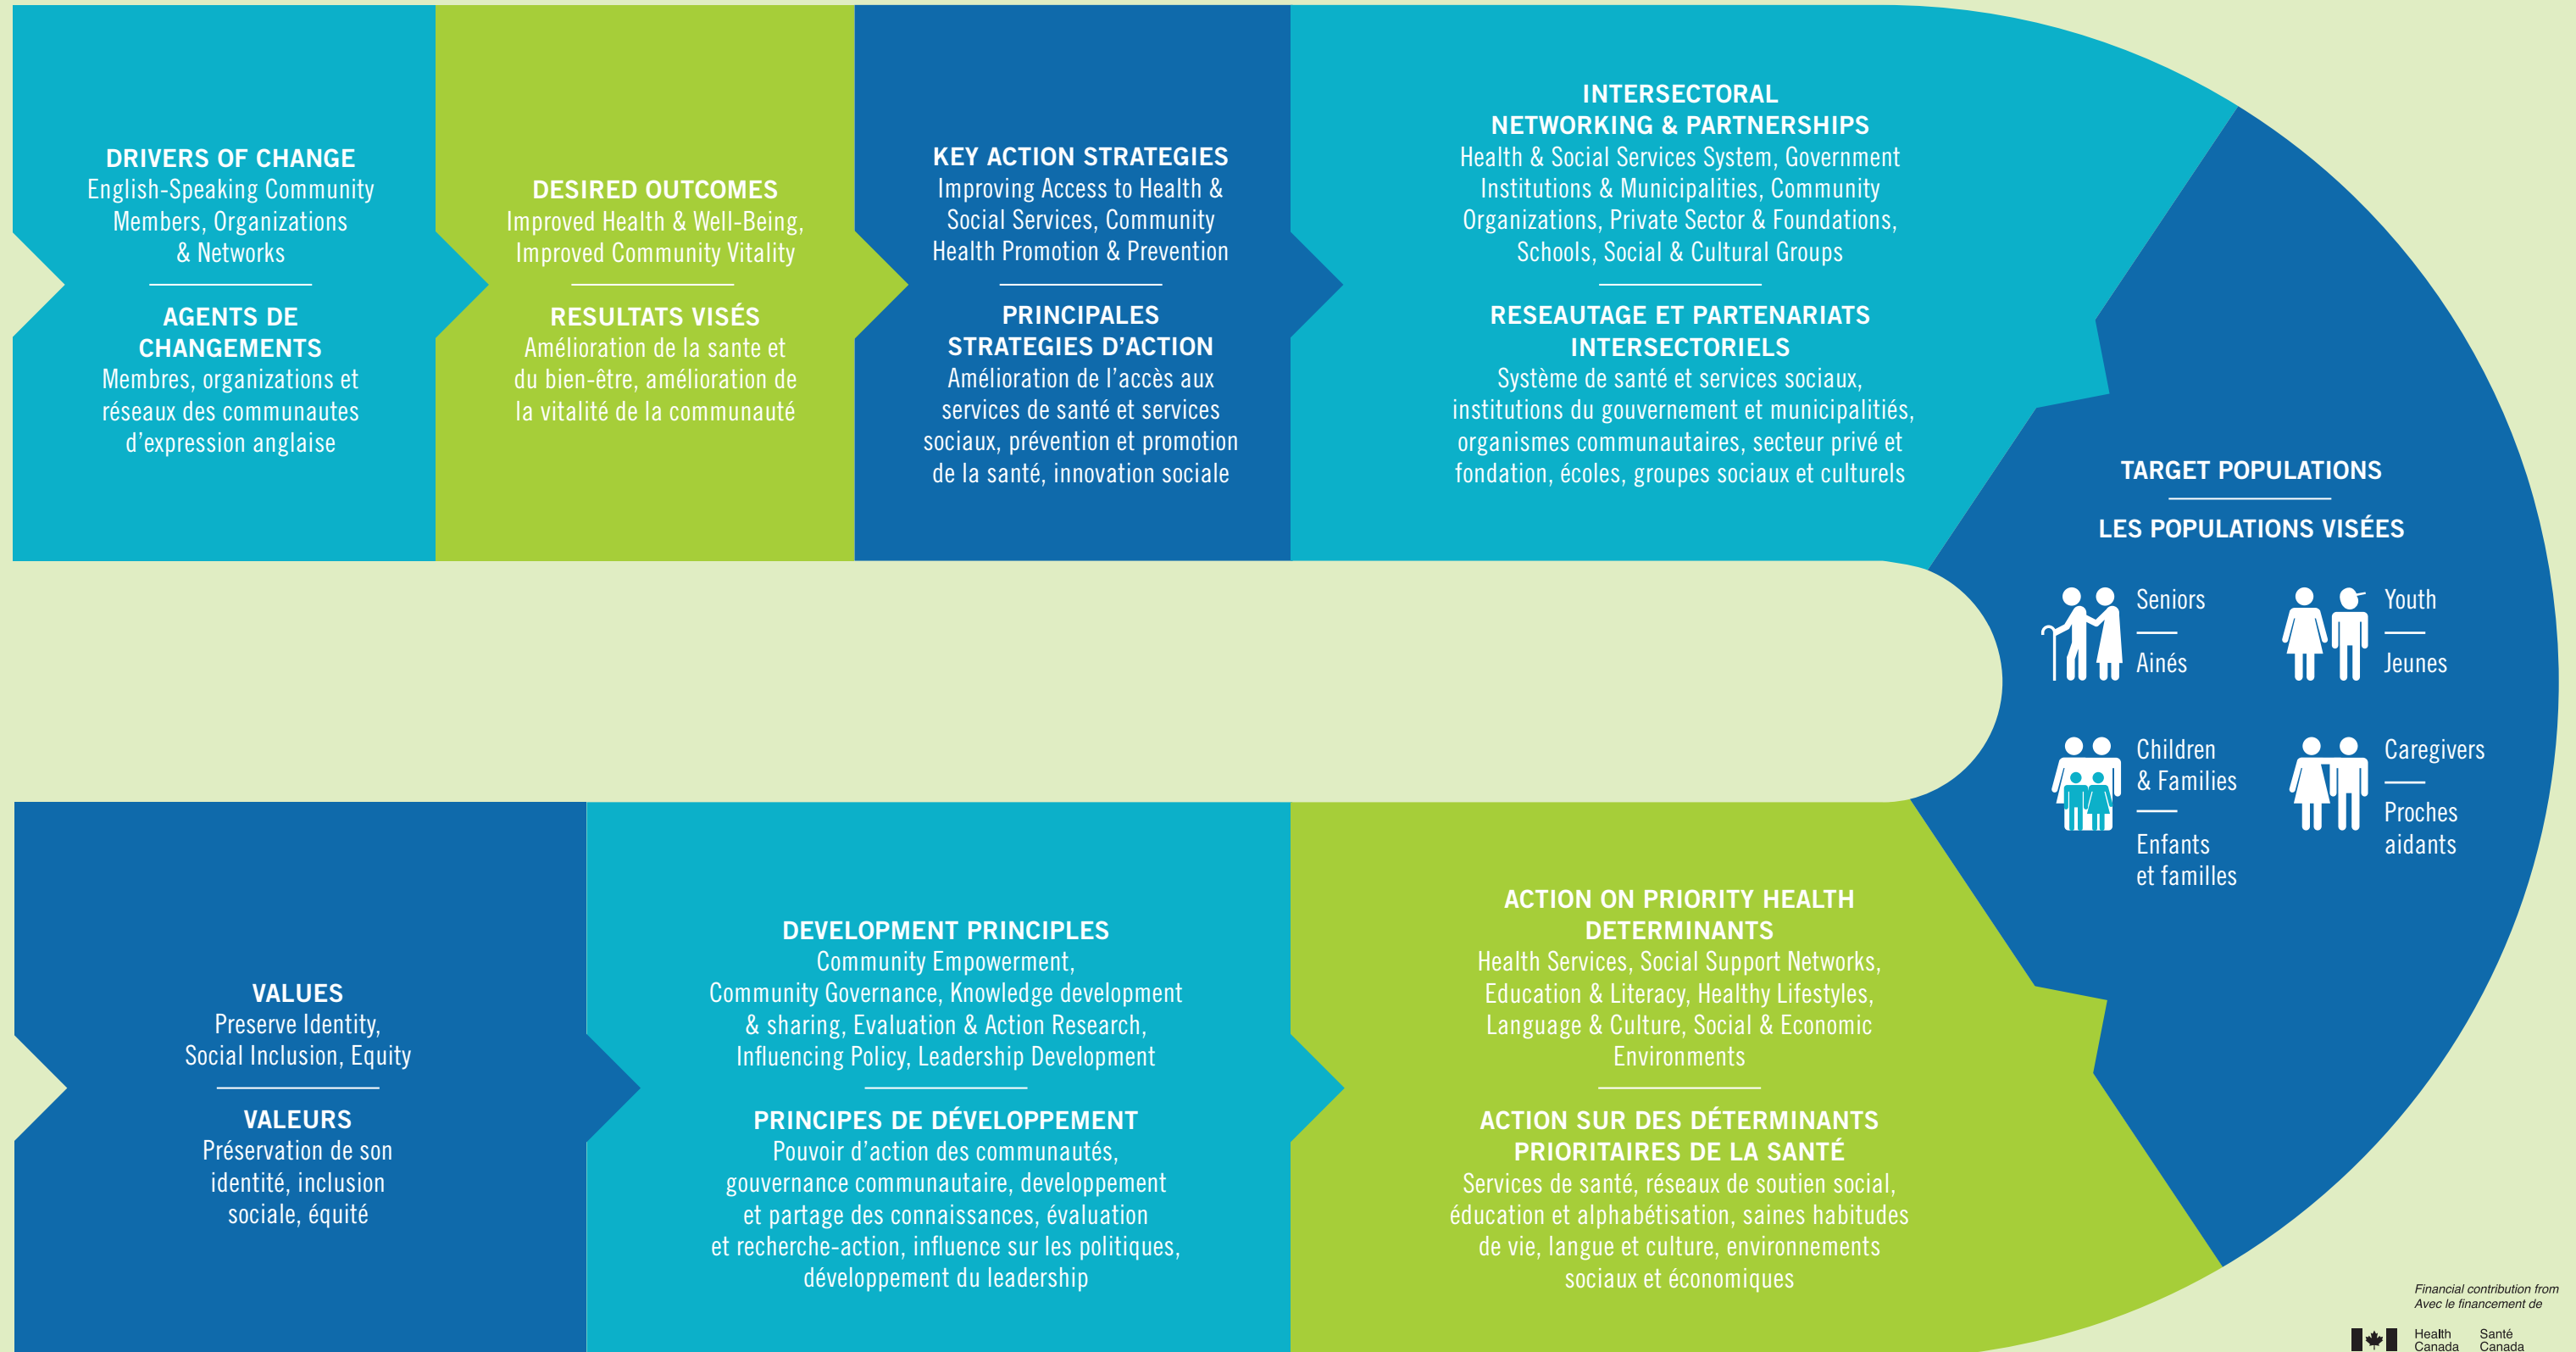 DRIVERS OF CHANGE
English-Speaking Community
Members, Organizations
& Networks
AGENTS DE
CHANGEMENTS
Membres, organizations et
réseaux des communautes
d'expression anglaise
DESIRED OUTCOMES
Improved Health & Well-Being,
Improved Community Vitality
RESULTATS VISÉS
Amélioration de la sante et
du bien-être, amélioration de
la vitalité de la communauté
KEY ACTION STRATEGIES
Improving Access to Health &
Social Services, Community
Health Promotion & Prevention
PRINCIPALES
STRATEGIES D'ACTION
Amélioration de l'accès aux
services de santé et services
sociaux, prévention et promotion
de la santé, innovation sociale
INTERSECTORAL
NETWORKING & PARTNERSHIPS
Health & Social Services System, Government
Institutions & Municipalities, Community
Organizations, Private Sector & Foundations,
Schools, Social & Cultural Groups
RESEAUTAGE ET PARTENARIATS
INTERSECTORIELS
Système de santé et services sociaux,
institutions du gouvernement et municipalitiés,
organismes communautaires, secteur privé et
fondation, écoles, groupes sociaux et culturels
TARGET POPULATIONS
LES POPULATIONS VISÉES
Seniors
Ainés
Youth
Jeunes
Children
& Families
Enfants
et familles
Caregivers
Proches
aidants
VALUES
Preserve Identity,
Social Inclusion, Equity
VALEURS
Préservation de son
identité, inclusion
sociale, équité
DEVELOPMENT PRINCIPLES
Community Empowerment,
Community Governance, Knowledge development
& sharing, Evaluation & Action Research,
Influencing Policy, Leadership Development
PRINCIPES DE DÉVELOPPEMENT
Pouvoir d'action des communautés,
gouvernance communautaire, developpement
et partage des connaissances, évaluation
et recherche-action, influence sur les politiques,
développement du leadership
ACTION ON PRIORITY HEALTH
DETERMINANTS
Health Services, Social Support Networks,
Education & Literacy, Healthy Lifestyles,
Language & Culture, Social & Economic
Environments
ACTION SUR DES DÉTERMINANTS
PRIORITAIRES DE LA SANTÉ
Services de santé, réseaux de soutien social,
éducation et alphabétisation, saines habitudes
de vie, langue et culture, environnements
sociaux et économiques
Financial contribution from
Avec le financement de
Health Santé
Canada Canada